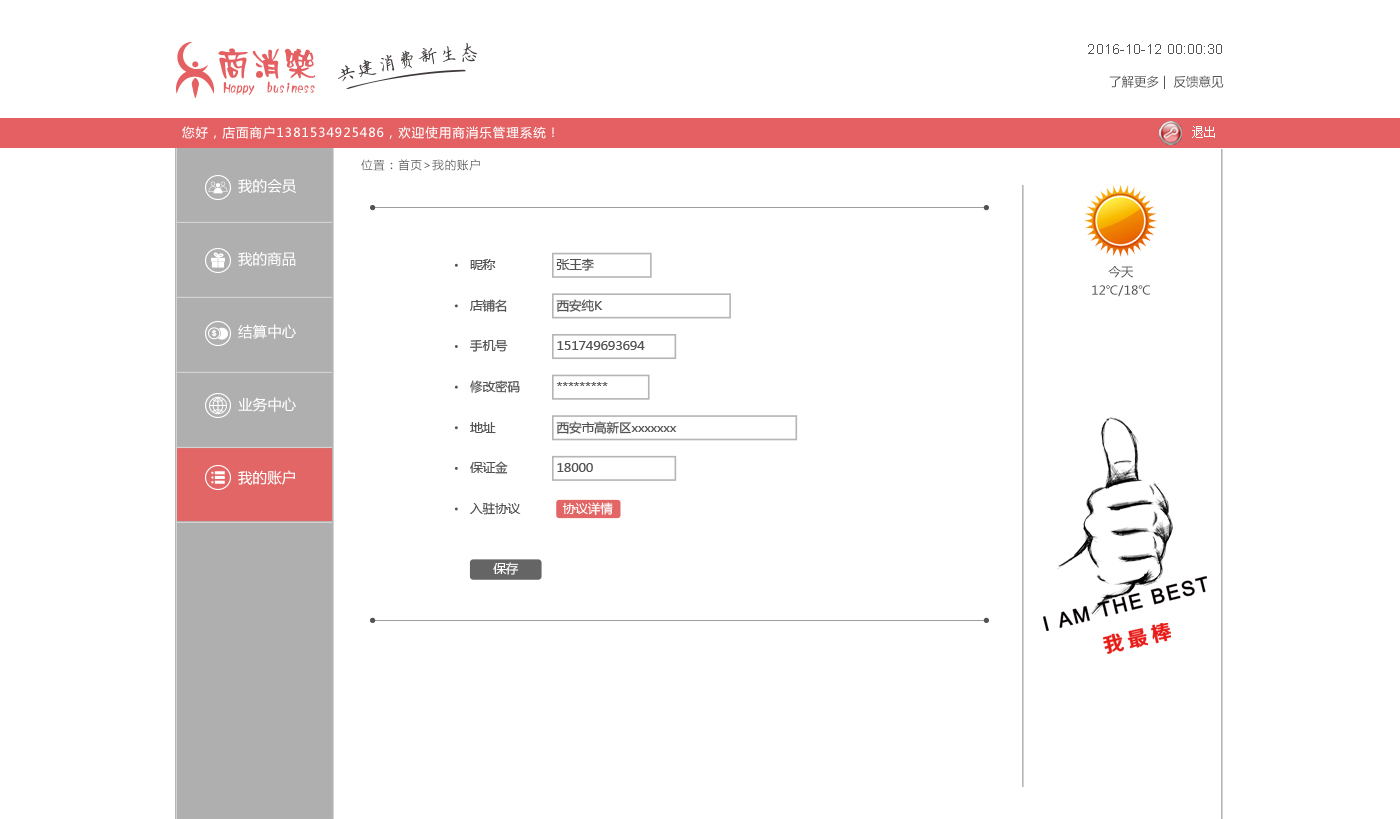 商消樂
Happy business
共建消费新生态
2016-10-12 00:00:30
了解更多 | 反馈意见
您好，店面商户1381534925486，欢迎使用商消乐管理系统！
退出
我的会员
我的商品
结算中心
业务中心
我的账户
位置：首页>我的账户
· 昵称 张王李
· 店铺名 西安纯K
· 手机号 151749693694
· 修改密码 *********
· 地址 西安市高新区xxxxxxx
· 保证金 18000
· 入驻协议 协议详情
保存
今天
12℃/18℃
I AM THE BEST
我最棒